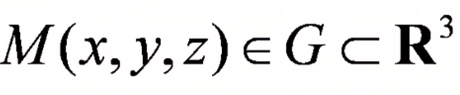 M(x, y, z) ∈ G ⊂ R³